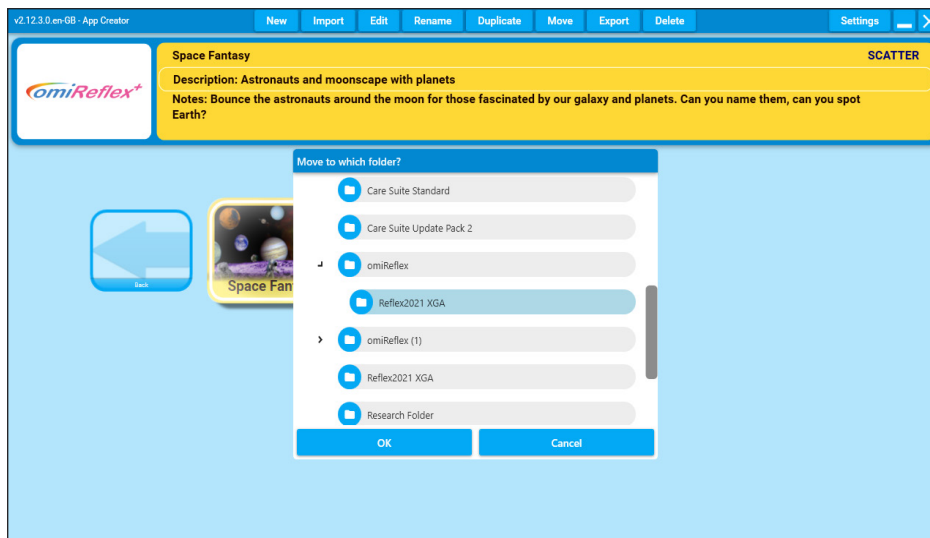 v2.12.3.0.en-GB - App Creator
New
Import
Edit
Rename
Duplicate
Move
Export
Delete
Settings
omiReflex+
Space Fantasy
SCATTER
Description: Astronauts and moonscape with planets
Notes: Bounce the astronauts around the moon for those fascinated by our galaxy and planets. Can you name them, can you spot
Earth?
Back
Space Fan
Move to which folder?
Care Suite Standard
Care Suite Update Pack 2
omiReflex
Reflex2021 XGA
omiReflex (1)
Reflex2021 XGA
Research Folder
OK
Cancel